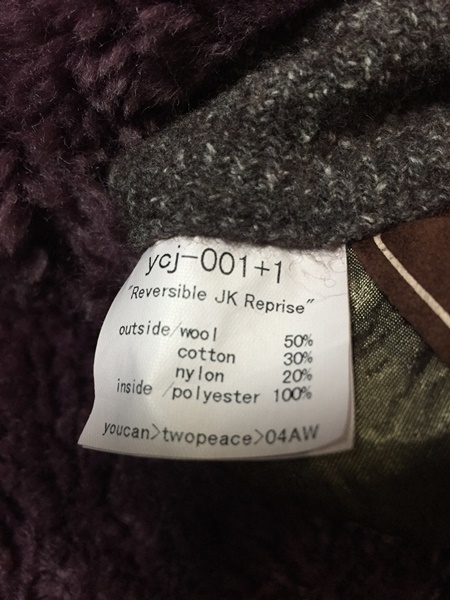 ycj-001+1
"Reversible JK Reprise"
outside/wool 50%
cotton 30%
nylon 20%
inside /polyester 100%
youcan>twopeace>04AW